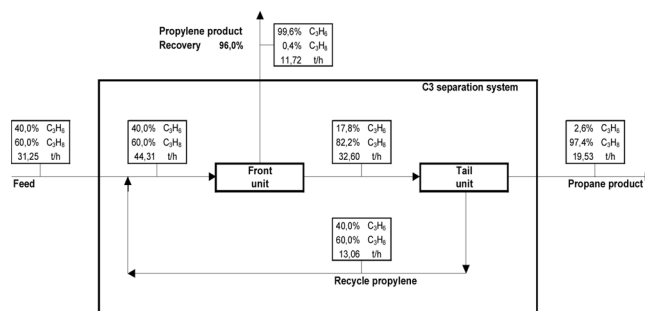 Propylene product
Recovery 96,0%
99,6% C₃H₆
0,4% C₃H₈
11,72 t/h
C3 separation system
40,0% C₃H₆
60,0% C₃H₈
31,25 t/h
Feed
40,0% C₃H₆
60,0% C₃H₈
44,31 t/h
Front
unit
17,8% C₃H₆
82,2% C₃H₈
32,60 t/h
Tail
unit
2,6% C₃H₆
97,4% C₃H₈
19,53 t/h
Propane product
40,0% C₃H₆
60,0% C₃H₈
13,06 t/h
Recycle propylene